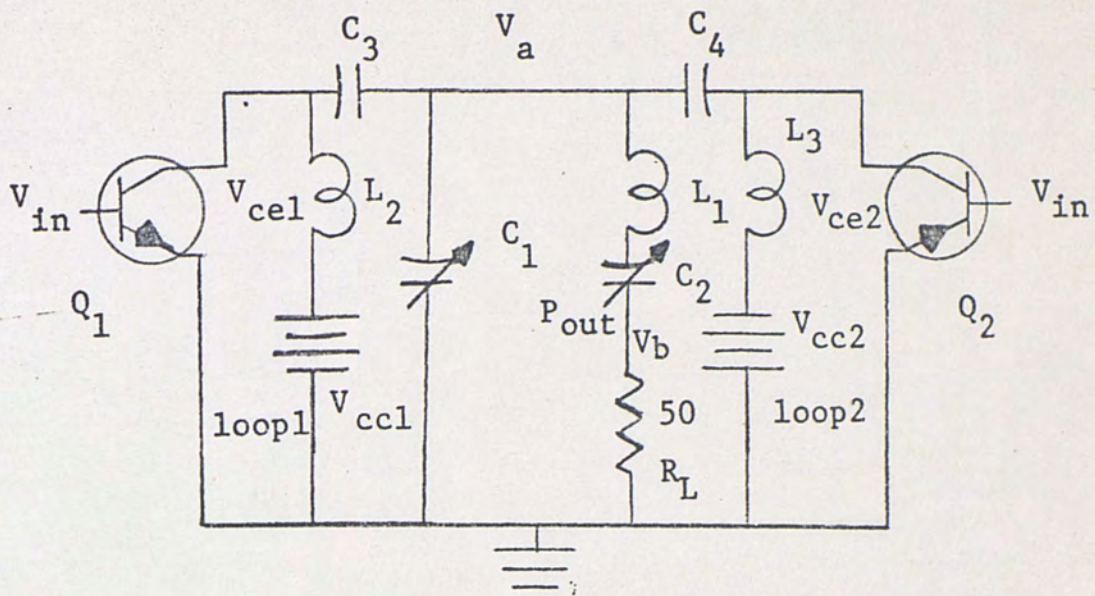 C3
Va
C4
Vin
Vce1
L2
C1
L1
L3
Vce2
Vin
Q1
C2
Pout
Vb
Vcc2
Q2
loop1
Vcc1
50
RL
loop2